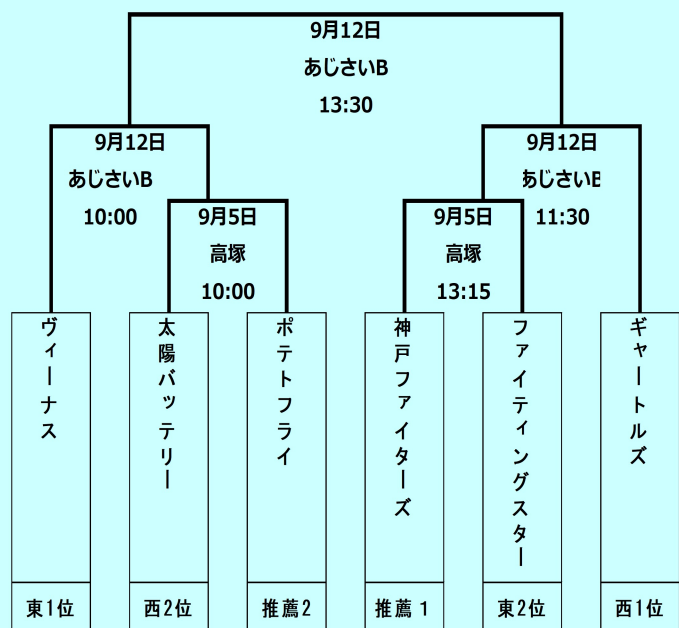 9月12日
あじさいB
13:30
9月12日
あじさいB
10:00
9月12日
あじさいB
11:30
9月5日
高塚
10:00
9月5日
高塚
13:15
ヴィーナス
太陽バッテリー
ポテトフライ
神戸ファイターズ
ファイティングスター
ギャートルズ
東1位
西2位
推薦2
推薦1
東2位
西1位